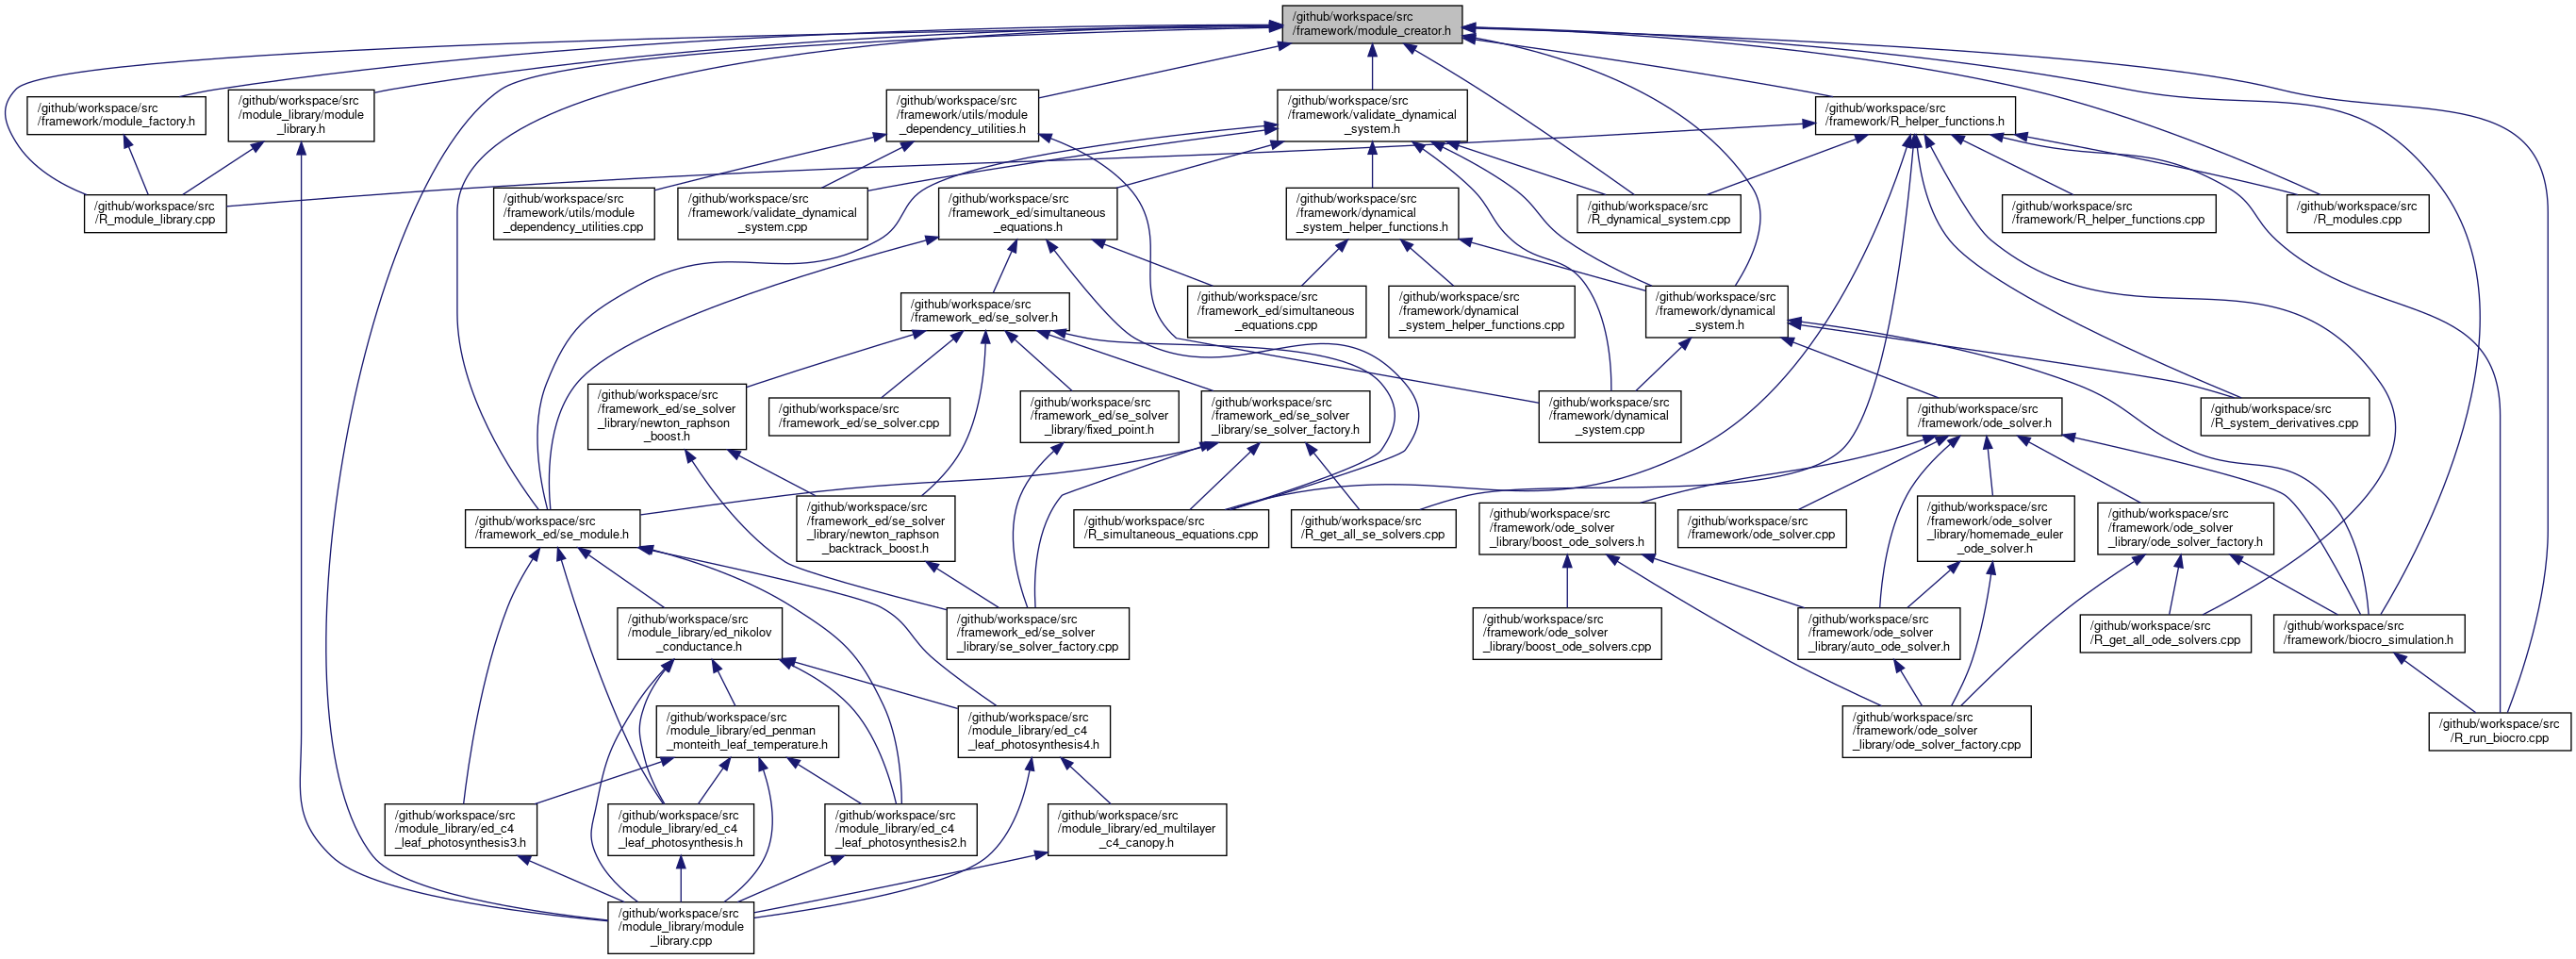 /github/workspace/src
/framework/module_creator.h
/github/workspace/src
/framework/module_factory.h
/github/workspace/src
/module_library/module
_library.h
/github/workspace/src
/framework/utils/module
_dependency_utilities.h
/github/workspace/src
/framework/validate_dynamical
_system.h
/github/workspace/src
/framework/R_helper_functions.h
/github/workspace/src
/R_module_library.cpp
/github/workspace/src
/framework/utils/module
_dependency_utilities.cpp
/github/workspace/src
/framework/validate_dynamical
_system.cpp
/github/workspace/src
/framework_ed/simultaneous
_equations.h
/github/workspace/src
/framework/dynamical
_system_helper_functions.h
/github/workspace/src
/R_dynamical_system.cpp
/github/workspace/src
/framework/R_helper_functions.cpp
/github/workspace/src
/R_modules.cpp
/github/workspace/src
/framework_ed/se_solver.h
/github/workspace/src
/framework_ed/simultaneous
_equations.cpp
/github/workspace/src
/framework/dynamical
_system_helper_functions.cpp
/github/workspace/src
/framework/dynamical
_system.h
/github/workspace/src
/framework_ed/se_solver
_library/newton_raphson
_boost.h
/github/workspace/src
/framework_ed/se_solver.cpp
/github/workspace/src
/framework_ed/se_solver
_library/fixed_point.h
/github/workspace/src
/framework_ed/se_solver
_library/se_solver_factory.h
/github/workspace/src
/framework/dynamical
_system.cpp
/github/workspace/src
/framework/ode_solver.h
/github/workspace/src
/R_system_derivatives.cpp
/github/workspace/src
/framework_ed/se_module.h
/github/workspace/src
/framework_ed/se_solver
_library/newton_raphson
_backtrack_boost.h
/github/workspace/src
/R_simultaneous_equations.cpp
/github/workspace/src
/R_get_all_se_solvers.cpp
/github/workspace/src
/framework/ode_solver
_library/boost_ode_solvers.h
/github/workspace/src
/framework/ode_solver.cpp
/github/workspace/src
/framework/ode_solver
_library/homemade_euler
_ode_solver.h
/github/workspace/src
/framework/ode_solver
_library/ode_solver_factory.h
/github/workspace/src
/module_library/ed_nikolov
_conductance.h
/github/workspace/src
/framework_ed/se_solver
_library/se_solver_factory.cpp
/github/workspace/src
/framework/ode_solver
_library/boost_ode_solvers.cpp
/github/workspace/src
/framework/ode_solver
_library/auto_ode_solver.h
/github/workspace/src
/R_get_all_ode_solvers.cpp
/github/workspace/src
/framework/biocro_simulation.h
/github/workspace/src
/module_library/ed_penman
_monteith_leaf_temperature.h
/github/workspace/src
/module_library/ed_c4
_leaf_photosynthesis4.h
/github/workspace/src
/framework/ode_solver
_library/ode_solver_factory.cpp
/github/workspace/src
/R_run_biocro.cpp
/github/workspace/src
/module_library/ed_c4
_leaf_photosynthesis3.h
/github/workspace/src
/module_library/ed_c4
_leaf_photosynthesis.h
/github/workspace/src
/module_library/ed_c4
_leaf_photosynthesis2.h
/github/workspace/src
/module_library/ed_multilayer
_c4_canopy.h
/github/workspace/src
/module_library/module
_library.cpp